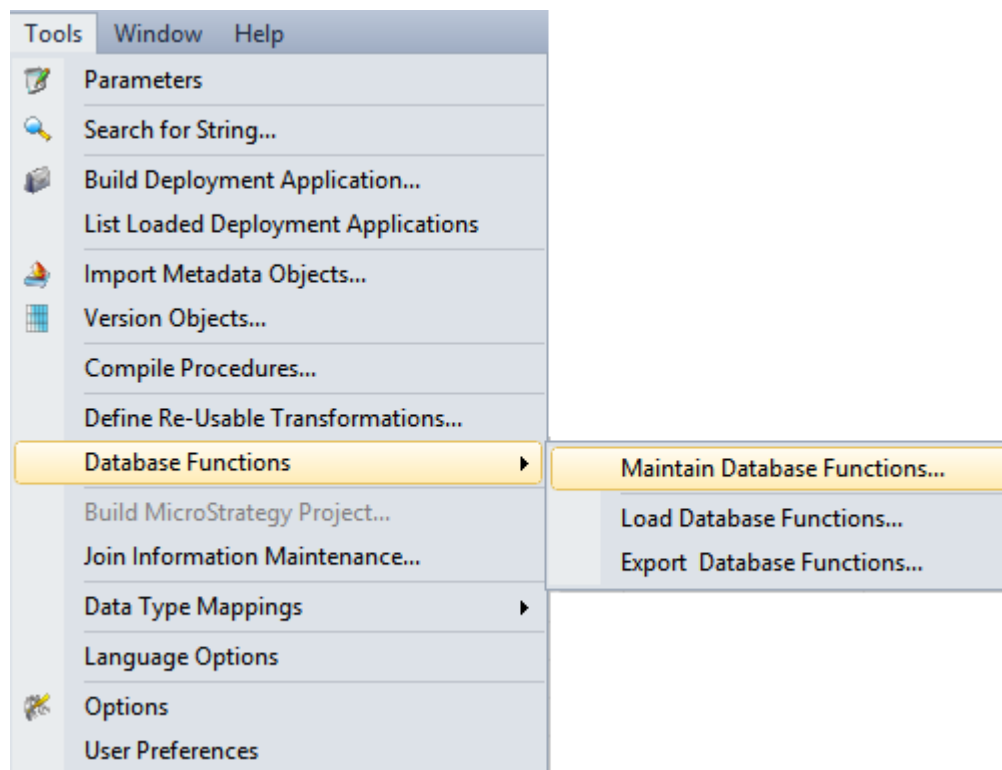 Tools Window Help
Parameters
Search for String...
Build Deployment Application...
List Loaded Deployment Applications
Import Metadata Objects...
Version Objects...
Compile Procedures...
Define Re-Usable Transformations...
Database Functions
Maintain Database Functions...
Load Database Functions...
Export  Database Functions...
Build MicroStrategy Project...
Join Information Maintenance...
Data Type Mappings
Language Options
Options
User Preferences